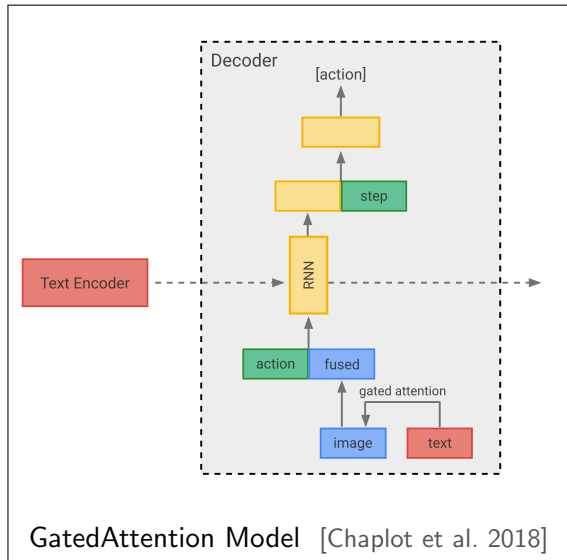 Decoder
[action]
step
Text Encoder
RNN
action fused
gated attention
image text
GatedAttention Model [Chaplot et al. 2018]